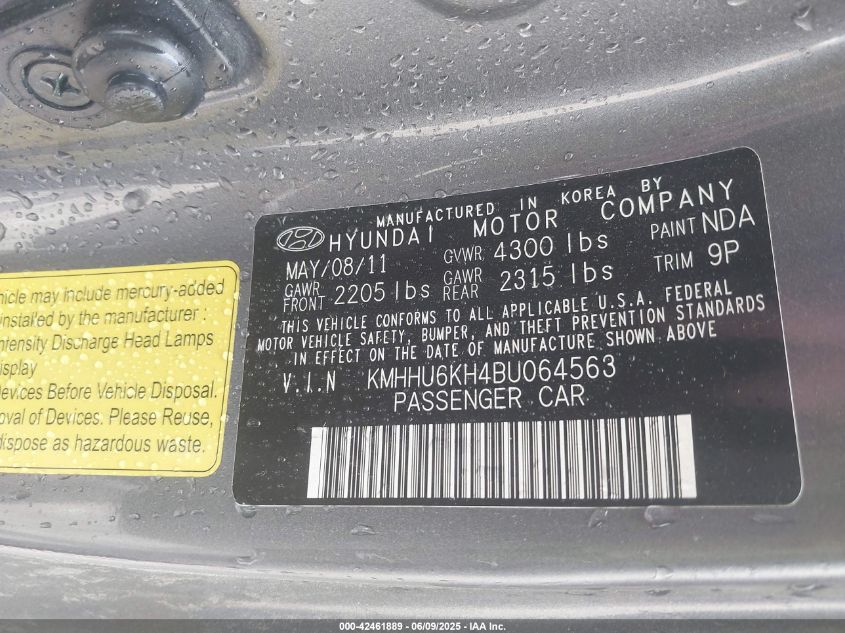 MANUFACTURED IN KOREA BY
HYUNDAI MOTOR COMPANY
MAY/08/11 GVWR 4300 lbs PAINT NDA
GAWR FRONT 2205 lbs GAWR REAR 2315 lbs TRIM 9P
THIS VEHICLE CONFORMS TO ALL APPLICABLE U.S.A. FEDERAL
MOTOR VEHICLE SAFETY, BUMPER, AND THEFT PREVENTION STANDARDS
IN EFFECT ON THE DATE OF MANUFACTURE SHOWN ABOVE
V.I.N KMHHU6KH4BU064563
PASSENGER CAR
hicle may include mercury-added
installed by the manufacturer :
Intensity Discharge Head Lamps
isplay
Devices Before Vehicle Disposal.
oval of Devices. Please Reuse,
dispose as hazardous waste.
000-42461889 - 06/09/2025 - IAA Inc.